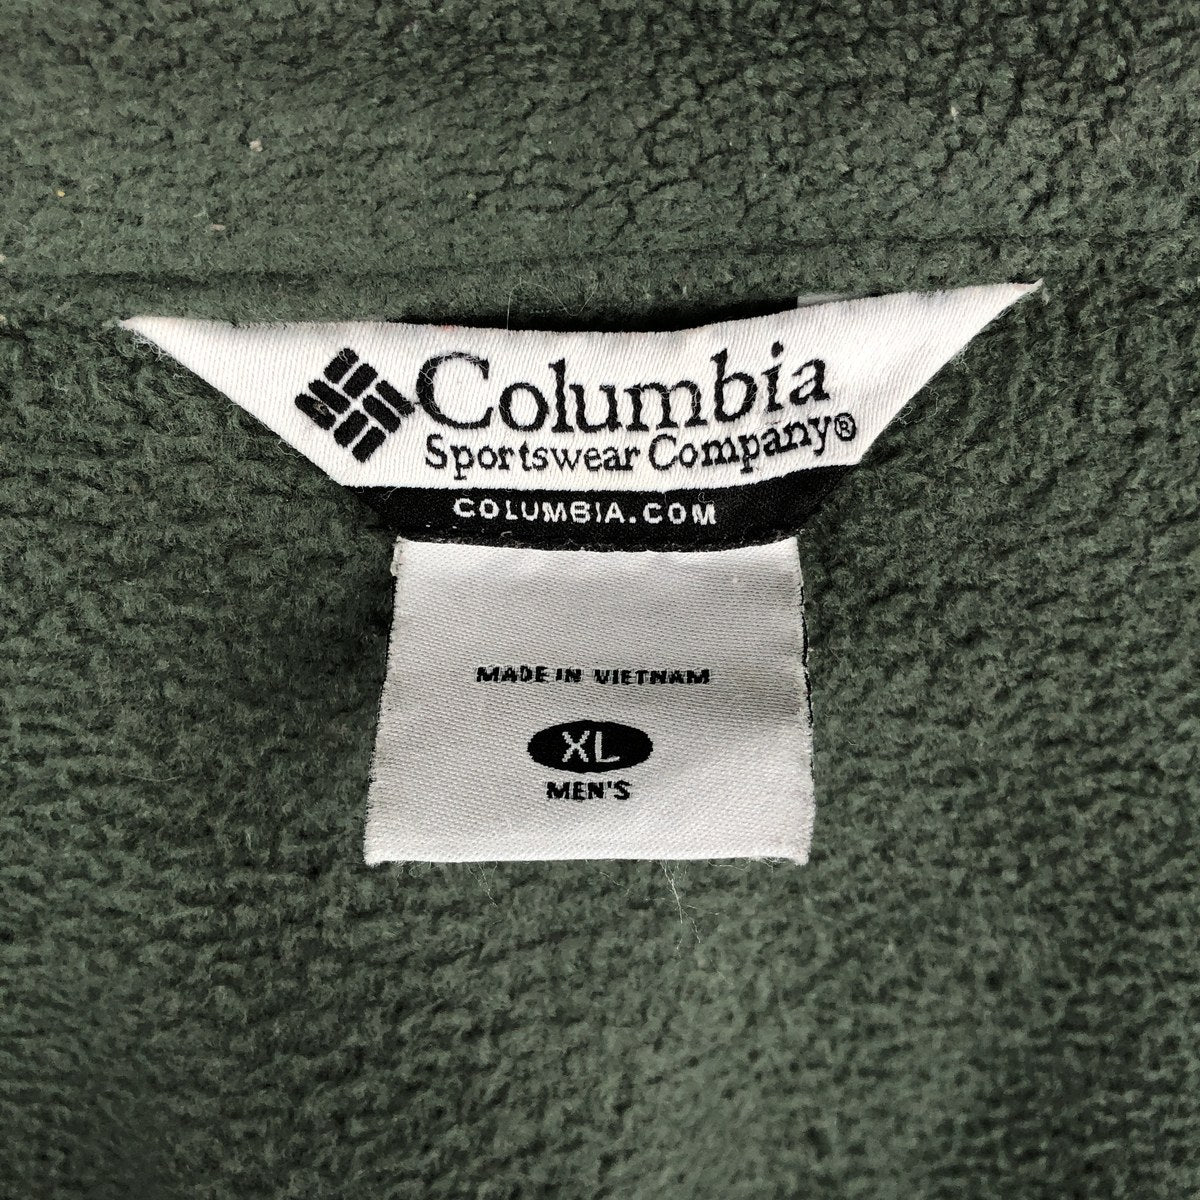 Columbia
Sportswear Company®
COLUMBIA.COM
MADE IN VIETNAM
XL
MEN'S